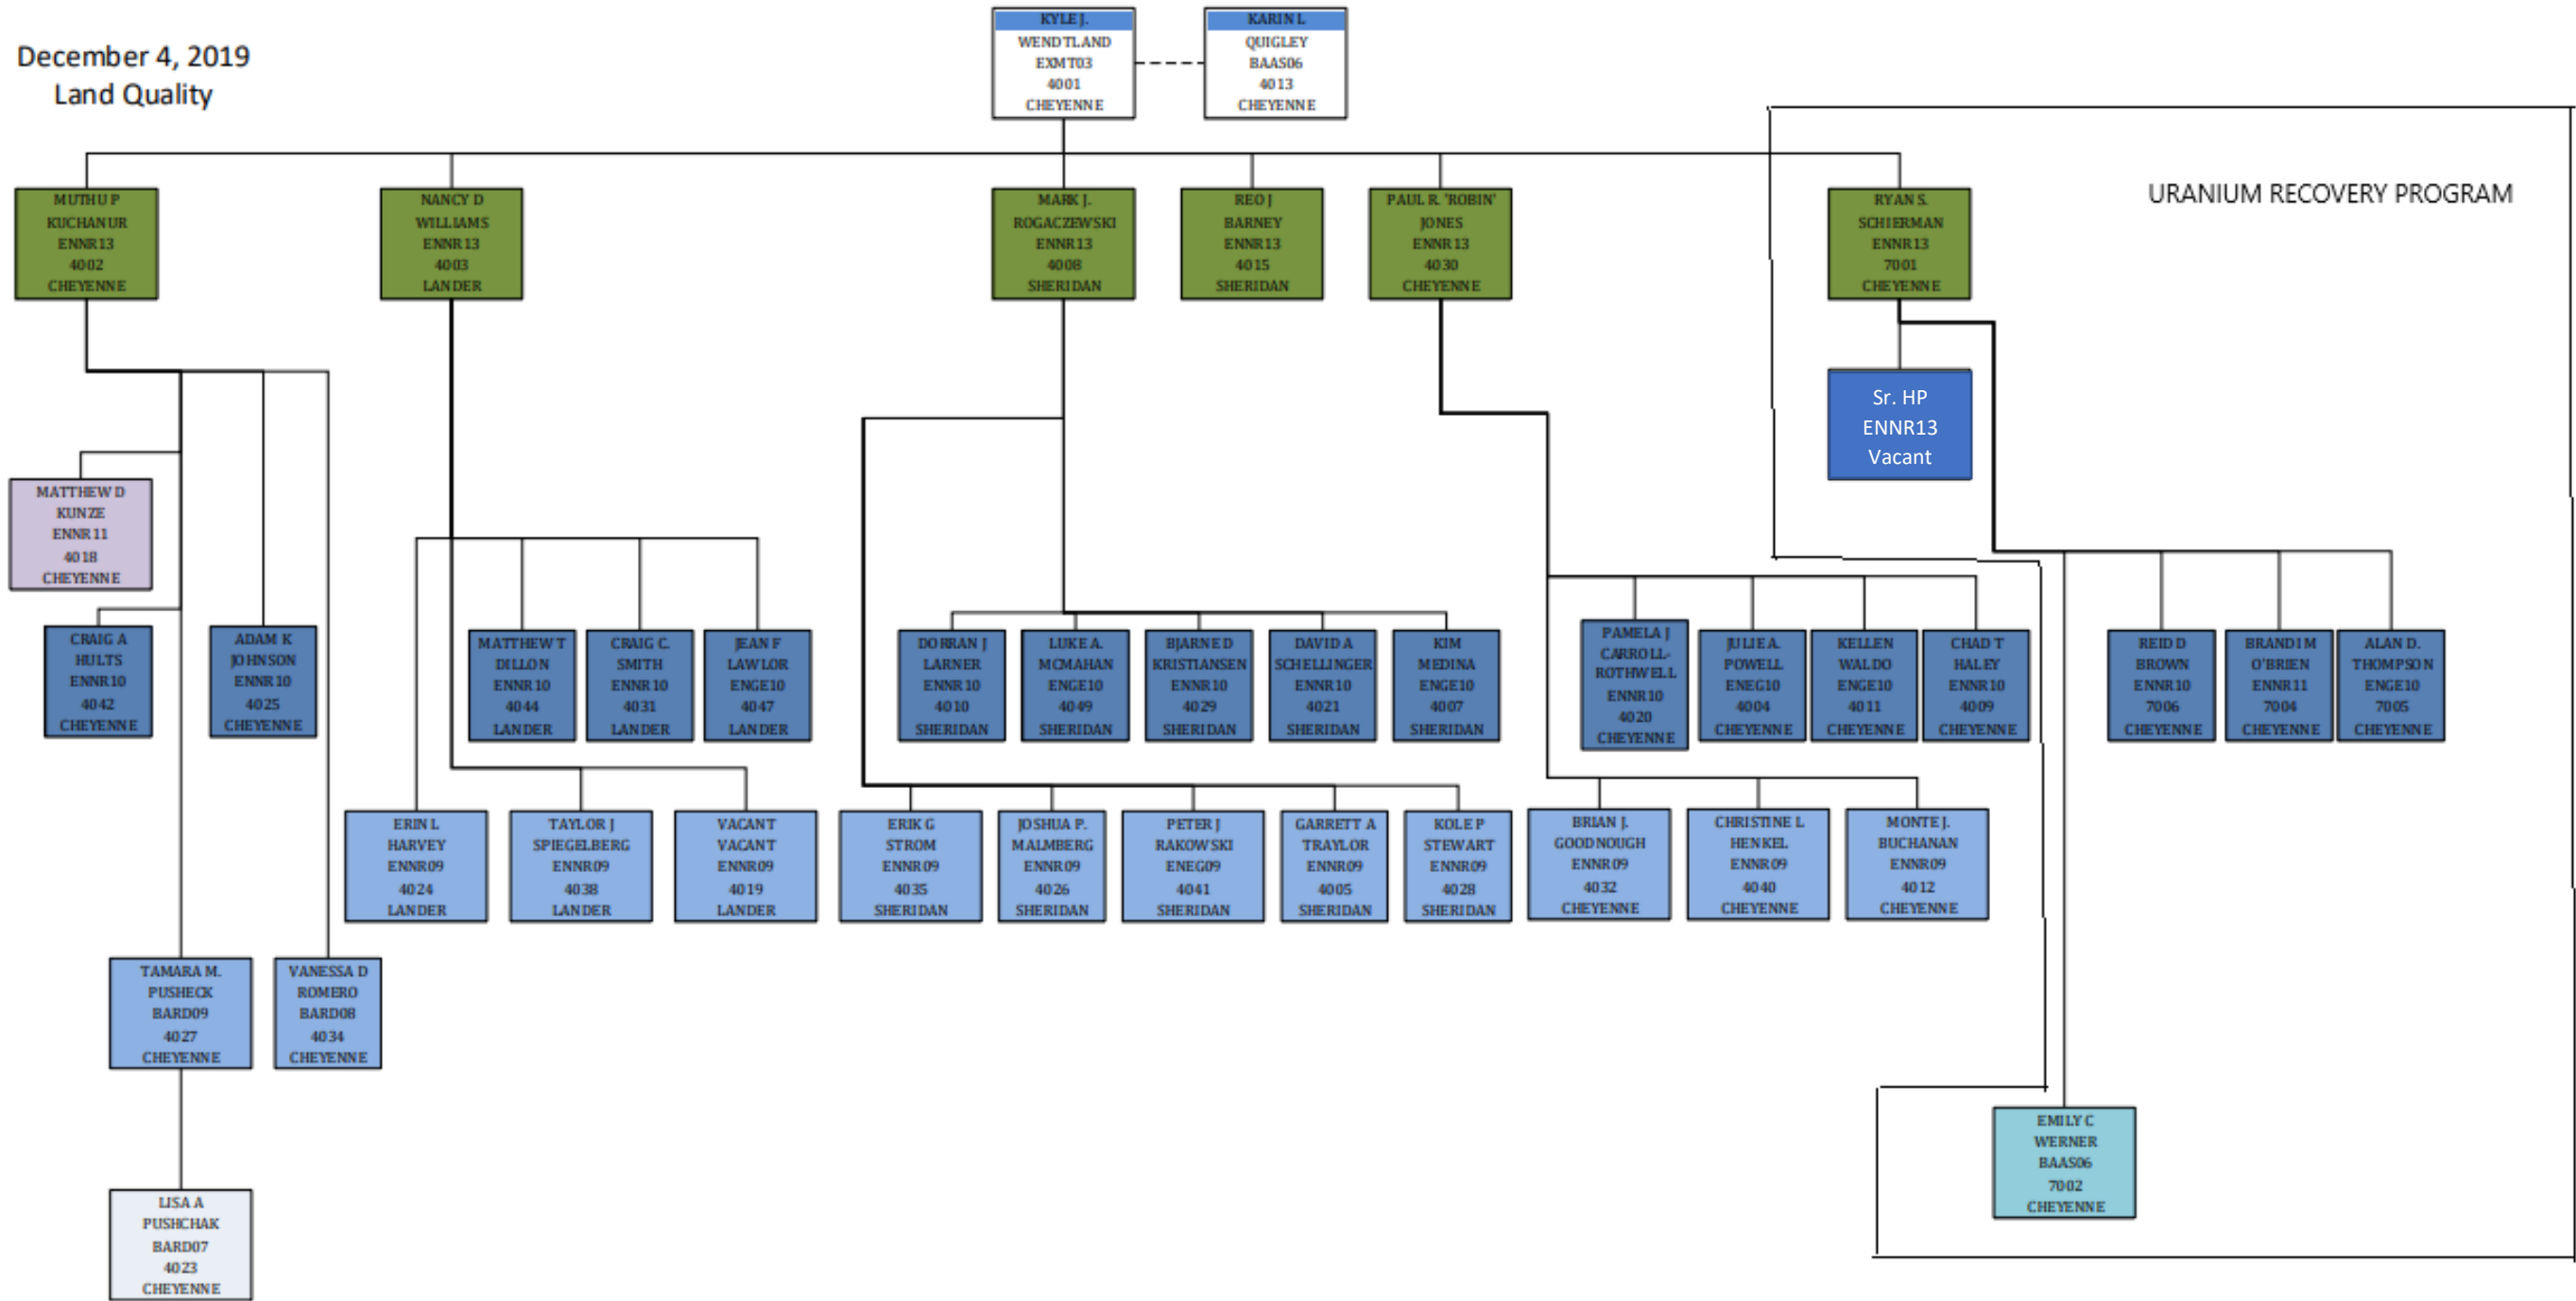 December 4, 2019
Land Quality
KYLE J.
WENDTLAND
EXMT03
4001
CHEYENNE
KARIN L
QUIGLEY
BAAS06
4013
CHEYENNE
URANIUM RECOVERY PROGRAM
MUTHU P
KUCHANUR
ENNR13
4002
CHEYENNE
NANCY D
WILLIAMS
ENNR13
4003
LANDER
MARK J.
ROGACZEWSKI
ENNR13
4008
SHERIDAN
REO J
BARNEY
ENNR13
4015
SHERIDAN
PAUL R. 'ROBIN'
JONES
ENNR13
4030
CHEYENNE
RYAN S.
SCHIERMAN
ENNR13
7001
CHEYENNE
Sr. HP
ENNR13
Vacant
MATTHEW D
KUNZE
ENNR11
4018
CHEYENNE
CRAIG A
HULTS
ENNR10
4042
CHEYENNE
ADAM K
JOHNSON
ENNR10
4025
CHEYENNE
MATTHEW T
DILLON
ENNR10
4044
LANDER
CRAIG C.
SMITH
ENNR10
4031
LANDER
JEAN F
LAWLOR
ENGE10
4047
LANDER
DORRAN J
LARNER
ENNR10
4010
SHERIDAN
LUKE A.
MCMAHAN
ENGE10
4049
SHERIDAN
BJARNE D
KRISTIANSEN
ENNR10
4029
SHERIDAN
DAVID A
SCHELLINGER
ENNR10
4021
SHERIDAN
KIM
MEDINA
ENGE10
4007
SHERIDAN
PAMELA J
CARROLL-
ROTHWELL
ENNR10
4020
CHEYENNE
JULIE A.
POWELL
ENEG10
4004
CHEYENNE
KELLEN
WALDO
ENGE10
4011
CHEYENNE
CHAD T
HALEY
ENNR10
4009
CHEYENNE
REID D
BROWN
ENNR10
7006
CHEYENNE
BRANDI M
O'BRIEN
ENNR11
7004
CHEYENNE
ALAN D.
THOMPSON
ENGE10
7005
CHEYENNE
ERIN L
HARVEY
ENNR09
4024
LANDER
TAYLOR J
SPIEGELBERG
ENNR09
4038
LANDER
VACANT
VACANT
ENNR09
4019
LANDER
ERIK G
STROM
ENNR09
4035
SHERIDAN
JOSHUA P.
MALMBERG
ENNR09
4026
SHERIDAN
PETER J
RAKOWSKI
ENEG09
4041
SHERIDAN
GARRETT A
TRAYLOR
ENNR09
4005
SHERIDAN
KOLE P
STEWART
ENNR09
4028
SHERIDAN
BRIAN J.
GOODNOUGH
ENNR09
4032
CHEYENNE
CHRISTINE L
HENKEL
ENNR09
4040
CHEYENNE
MONTE J.
BUCHANAN
ENNR09
4012
CHEYENNE
TAMARA M.
PUSHECK
BARD09
4027
CHEYENNE
VANESSA D
ROMERO
BARD08
4034
CHEYENNE
EMILY C
WERNER
BAAS06
7002
CHEYENNE
LISA A
PUSHCHAK
BARD07
4023
CHEYENNE